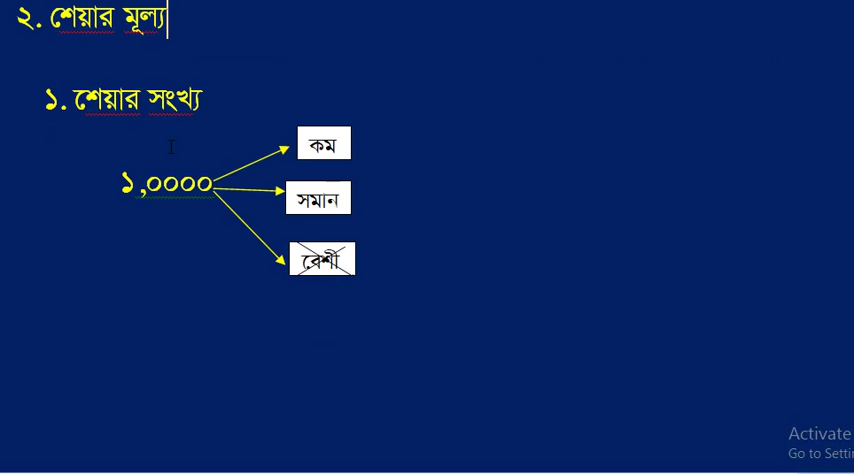 ২. শেয়ার মূল্য
১. শেয়ার সংখ্য
কম
১,০০০০
সমান
বেশী
Activate
Go to Setti